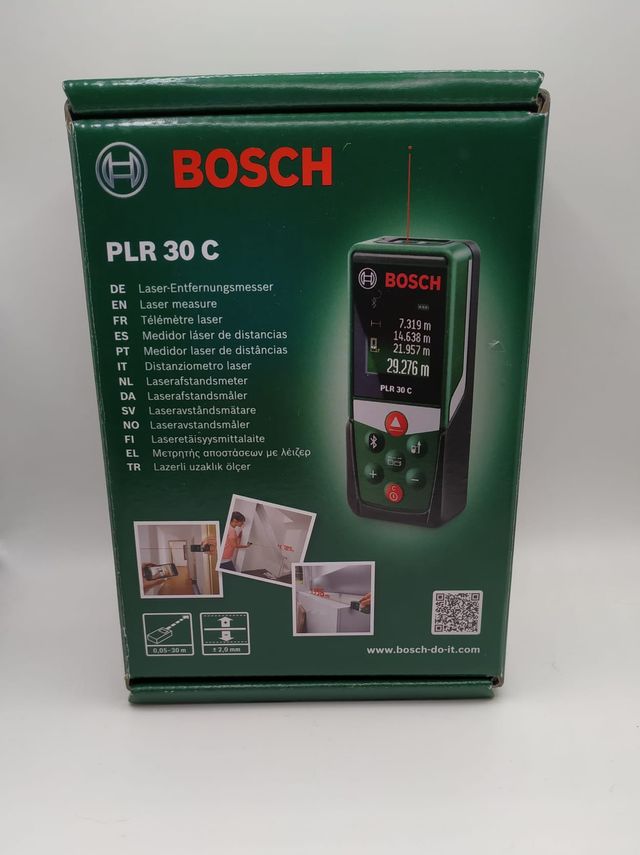 BOSCH
PLR 30 C
DE Laser-Entfernungsmesser
EN Laser measure
FR Télémètre laser
ES Medidor láser de distancias
PT Medidor laser de distâncias
IT Distanziometro laser
NL Laserafstandsmeter
DA Laserafstandsmåler
SV Laseravståndsmätare
NO Laseravstandsmåler
FI Laseretäisyysmittalaite
EL Μετρητής αποστάσεων με λέιζερ
TR Lazerli uzaklık ölçer
BOSCH
7.319 m
14.638 m
21.957 m
29.276 m
PLR 30 C
+
−
C
0,05-30 m
± 2,0 mm
www.bosch-do-it.com